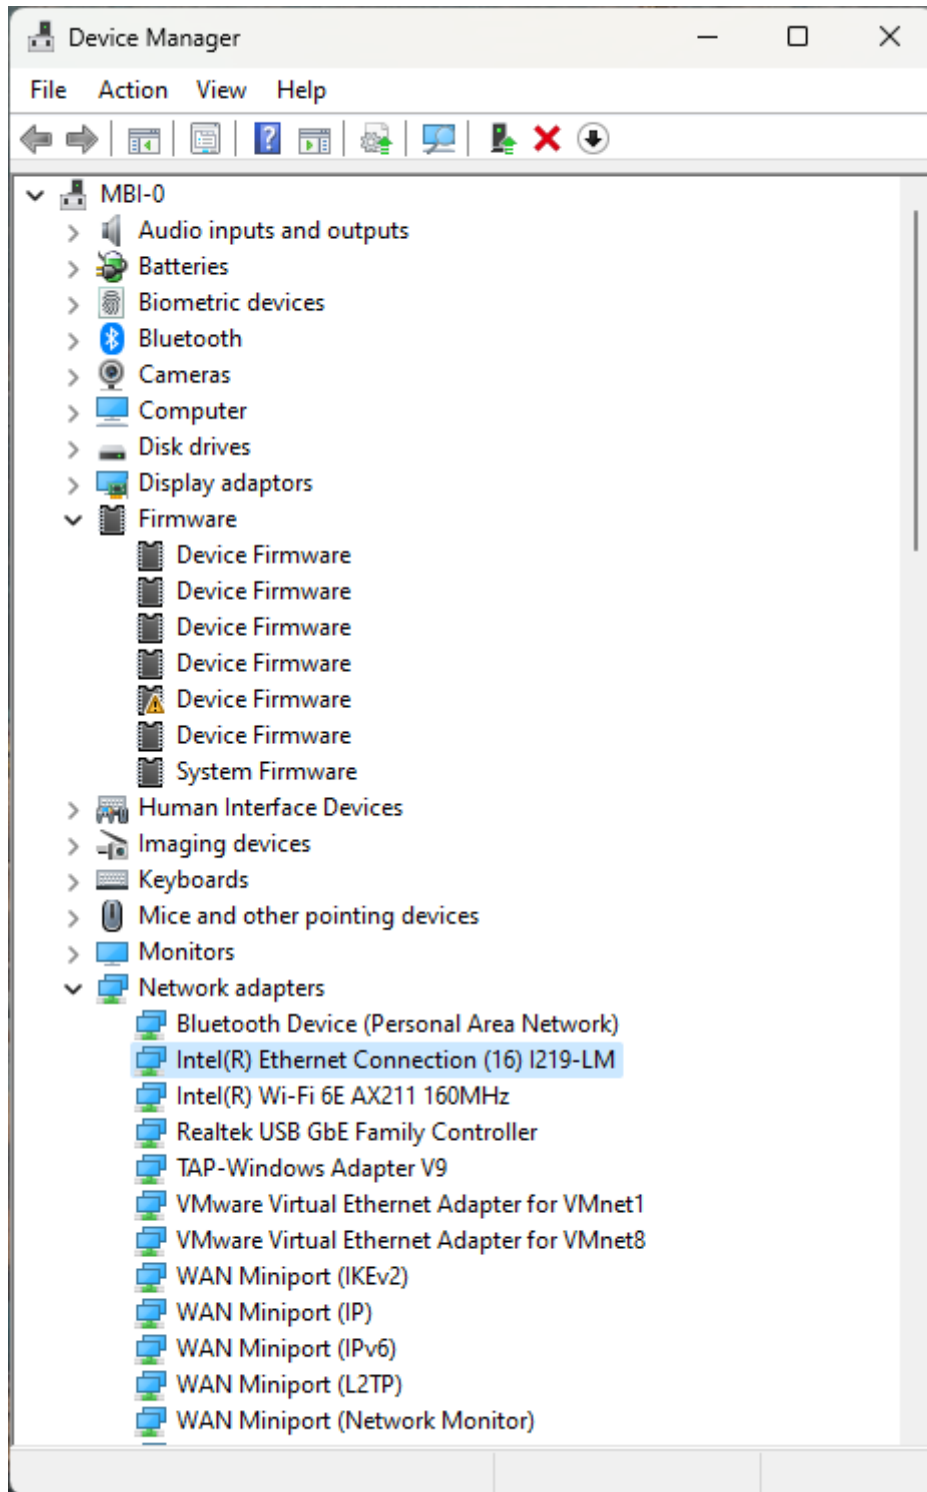 Device Manager
File Action View Help
MBI-0
Audio inputs and outputs
Batteries
Biometric devices
Bluetooth
Cameras
Computer
Disk drives
Display adaptors
Firmware
Device Firmware
Device Firmware
Device Firmware
Device Firmware
Device Firmware
Device Firmware
System Firmware
Human Interface Devices
Imaging devices
Keyboards
Mice and other pointing devices
Monitors
Network adapters
Bluetooth Device (Personal Area Network)
Intel(R) Ethernet Connection (16) I219-LM
Intel(R) Wi-Fi 6E AX211 160MHz
Realtek USB GbE Family Controller
TAP-Windows Adapter V9
VMware Virtual Ethernet Adapter for VMnet1
VMware Virtual Ethernet Adapter for VMnet8
WAN Miniport (IKEv2)
WAN Miniport (IP)
WAN Miniport (IPv6)
WAN Miniport (L2TP)
WAN Miniport (Network Monitor)